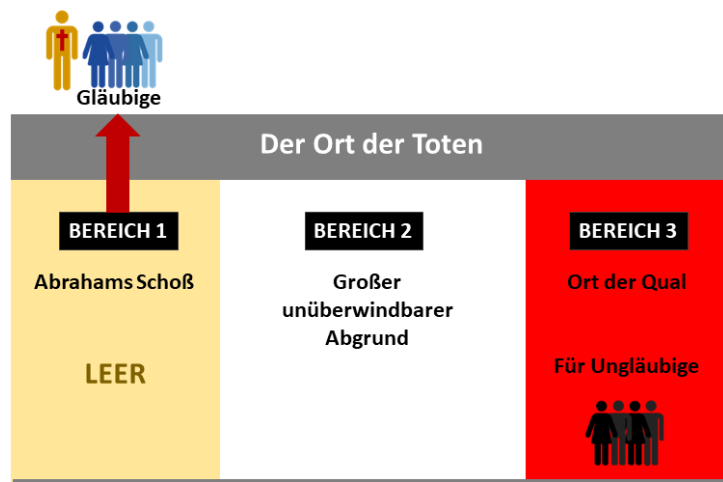 Gläubige
Der Ort der Toten
BEREICH 1
Abrahams Schoß
LEER
BEREICH 2
Großer
unüberwindbarer
Abgrund
BEREICH 3
Ort der Qual
Für Ungläubige